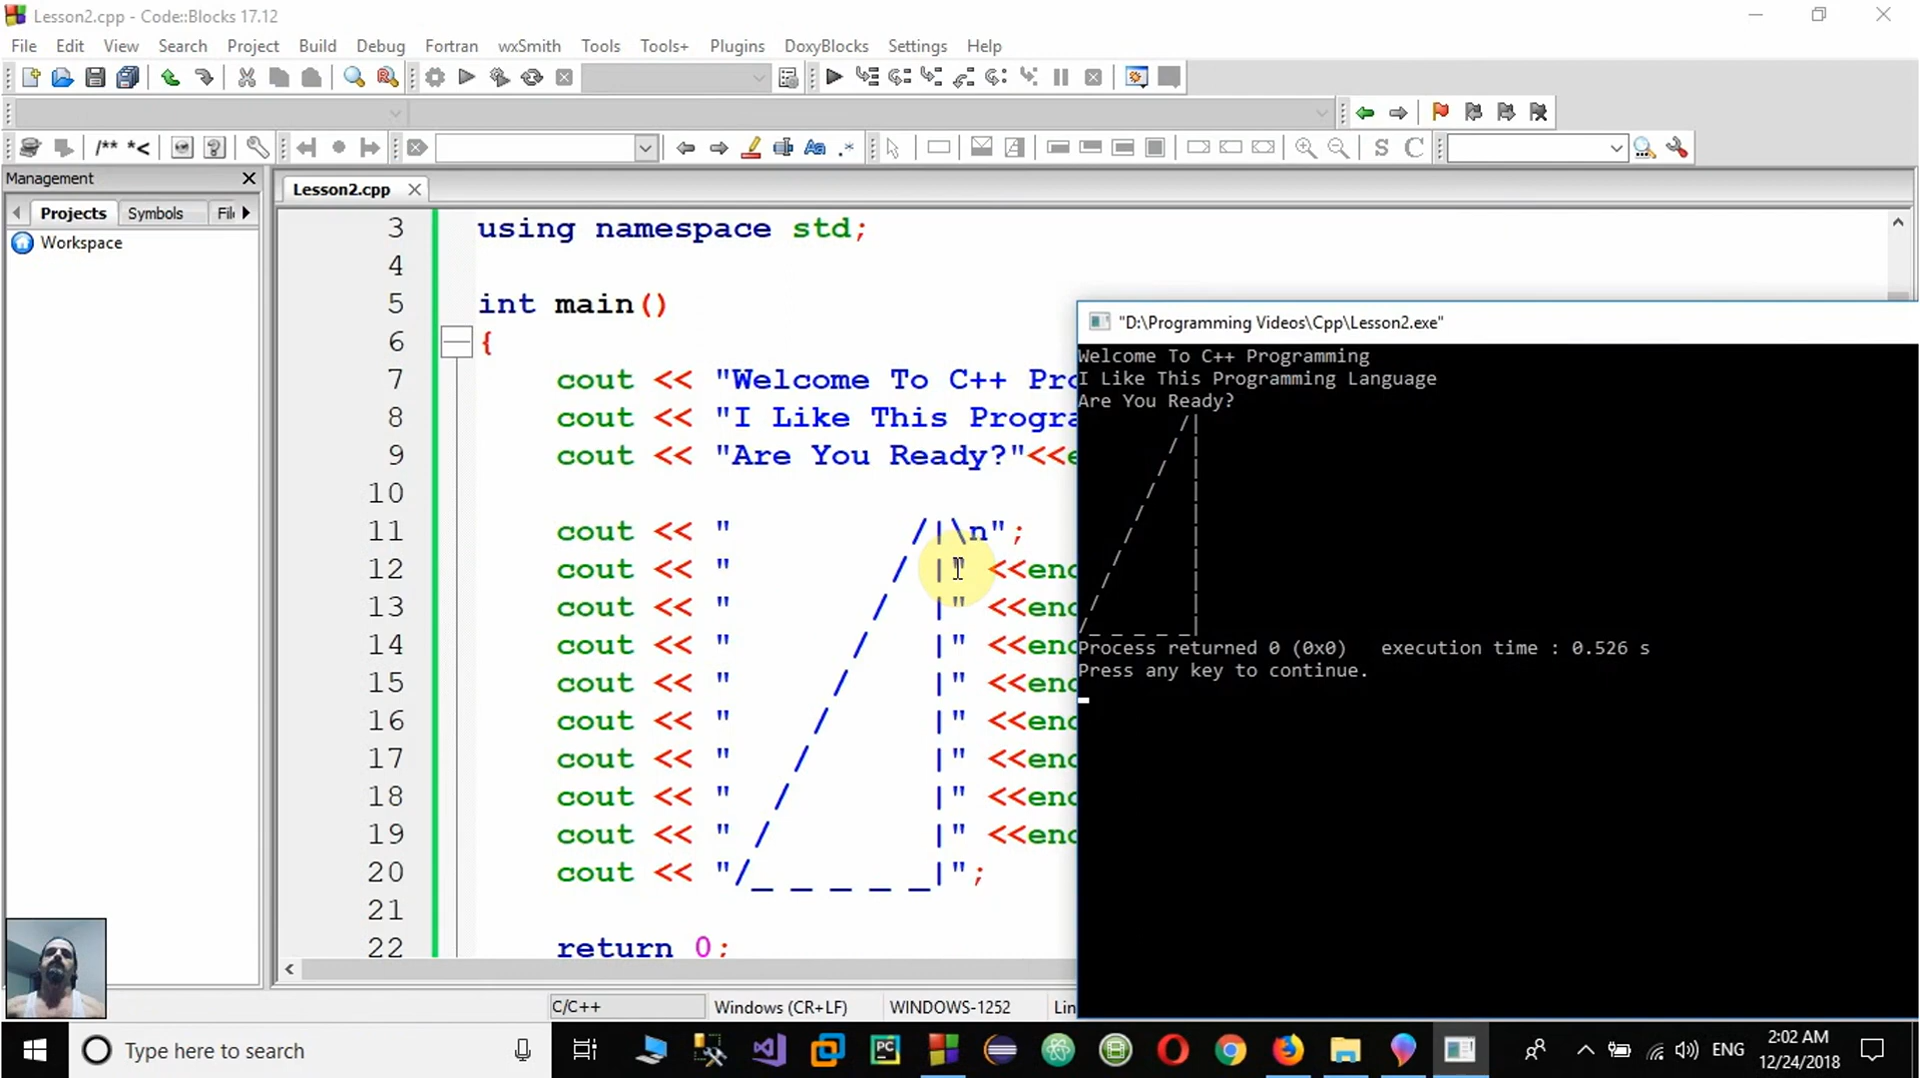 Lesson2.cpp - Code::Blocks 17.12
File Edit View Search Project Build Debug Fortran wxSmith Tools Tools+ Plugins DoxyBlocks Settings Help
/** *<
S C
Management
Projects Symbols Fil
Workspace
Lesson2.cpp
3 using namespace std;
4
5 int main()
6 {
7 cout << "Welcome To C++ Pro
8 cout << "I Like This Progra
9 cout << "Are You Ready?"<<e
10
11 cout << "         /|\n";
12 cout << "        / |" <<end
13 cout << "       /  |" <<end
14 cout << "      /   |" <<end
15 cout << "     /    |" <<end
16 cout << "    /     |" <<end
17 cout << "   /      |" <<end
18 cout << "  /       |" <<end
19 cout << " /        |" <<end
20 cout << "/_ _ _ _ _|";
21
22 return 0;
"D:\Programming Videos\Cpp\Lesson2.exe"
Welcome To C++ Programming
I Like This Programming Language
Are You Ready?
         /|
        / |
       /  |
      /   |
     /    |
    /     |
   /      |
  /       |
 /        |
/_ _ _ _ _|
Process returned 0 (0x0)   execution time : 0.526 s
Press any key to continue.
C/C++ Windows (CR+LF) WINDOWS-1252 Lin
Type here to search
PC
ENG
2:02 AM
12/24/2018